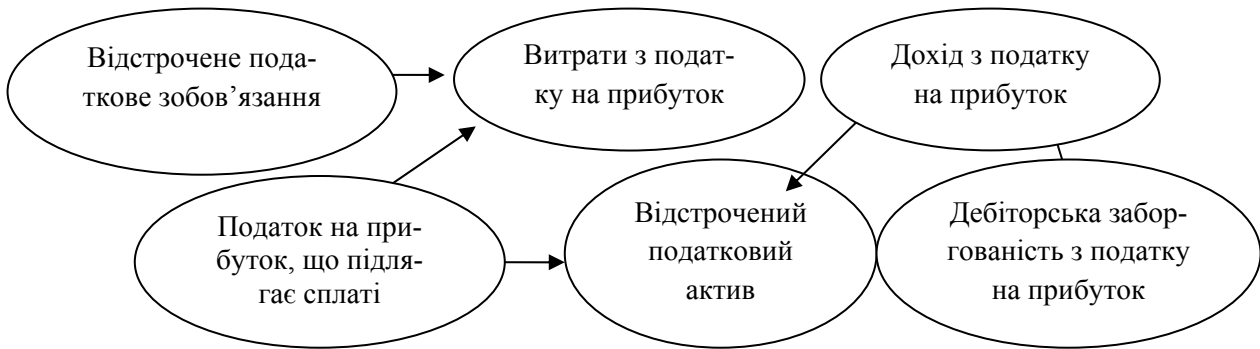 Відстрочене пода-
ткове зобов’язання
Витрати з подат-
ку на прибуток
Дохід з податку
на прибуток
Податок на при-
буток, що підля-
гає сплаті
Відстрочений
податковий
актив
Дебіторська забор-
гованість з податку
на прибуток